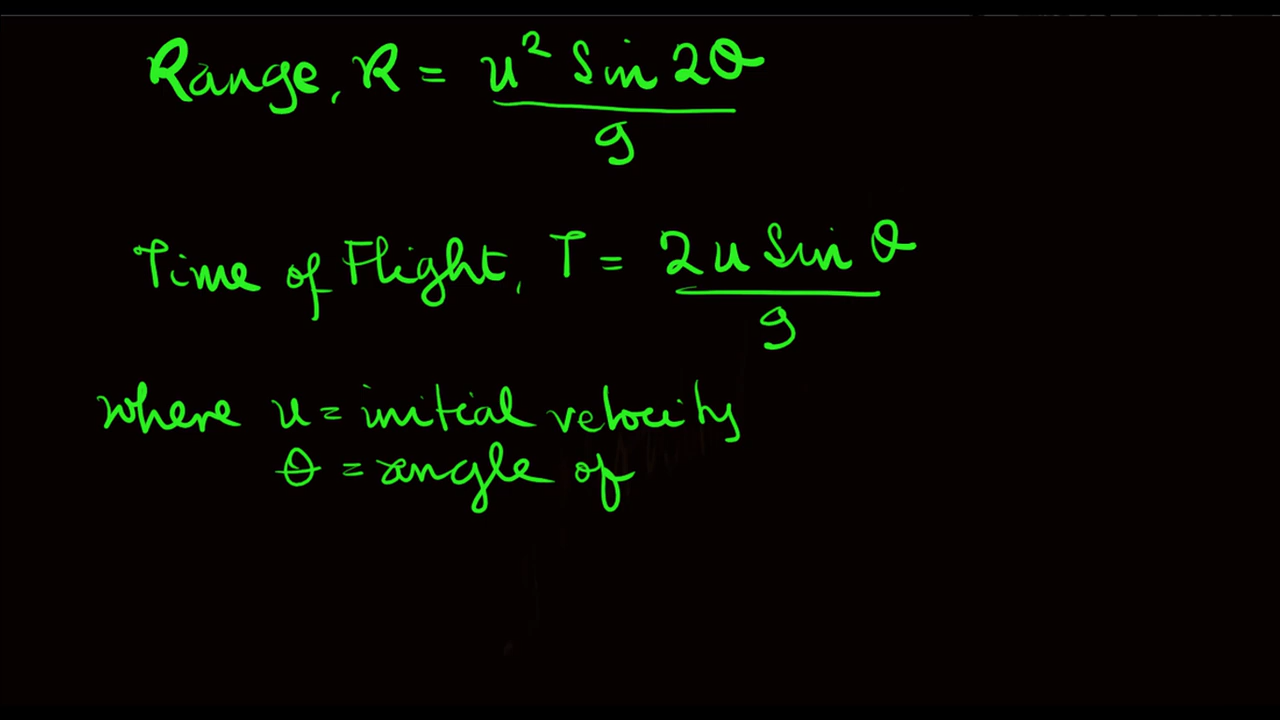 Range, R = u² Sin 2θ / g
Time of Flight, T = 2u Sin θ / g
where u = initial velocity
θ = angle of